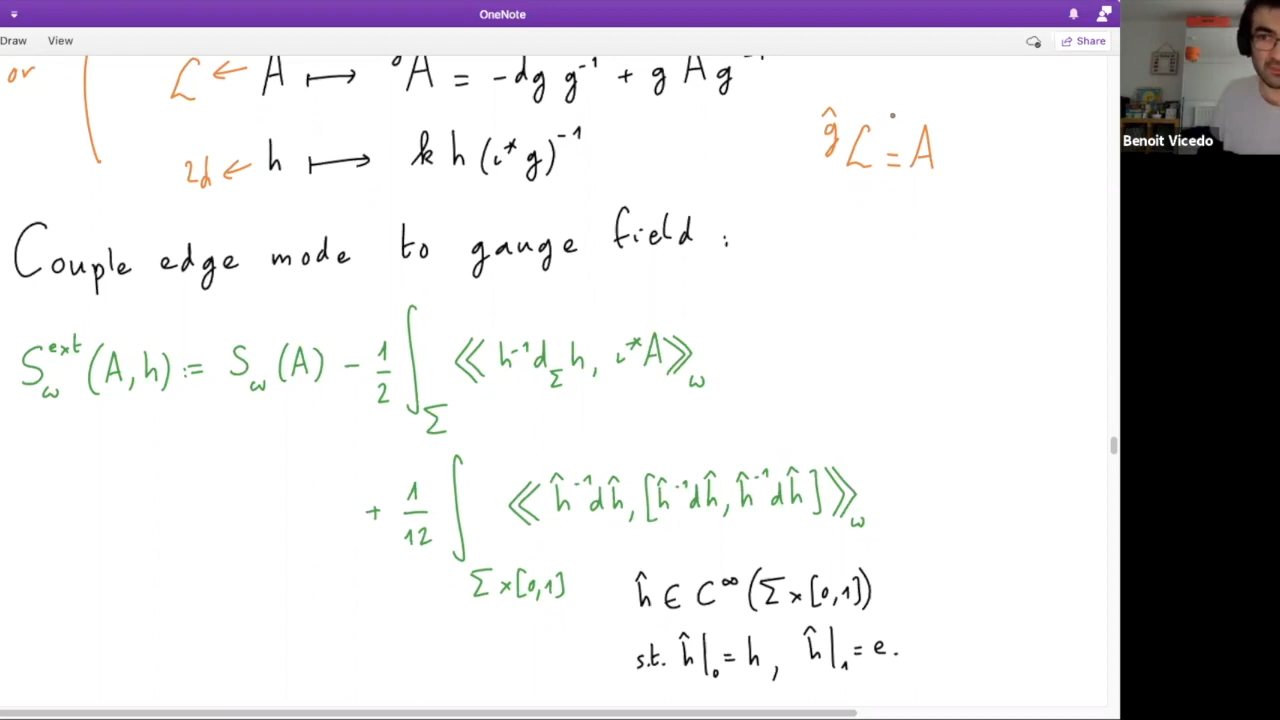 OneNote
Draw View Share
or ℒ ← A ⟼ ᵍA = -dg g⁻¹ + g A g⁻¹
ĝℒ = A
Benoit Vicedo
2d ← h ⟼ k h (ι* g)⁻¹
Couple edge mode to gauge field :
S_ω^ext (A, h) := S_ω (A) - 1/2 ∫_Σ ⟪ h⁻¹ d_Σ h, ι* A ⟫_ω
+ 1/12 ∫_{Σ×[0,1]} ⟪ ĥ⁻¹dĥ, [ĥ⁻¹dĥ, ĥ⁻¹dĥ] ⟫_ω
ĥ ∈ C^∞ (Σ×[0,1])
s.t. ĥ|₀ = h, ĥ|₁ = e.